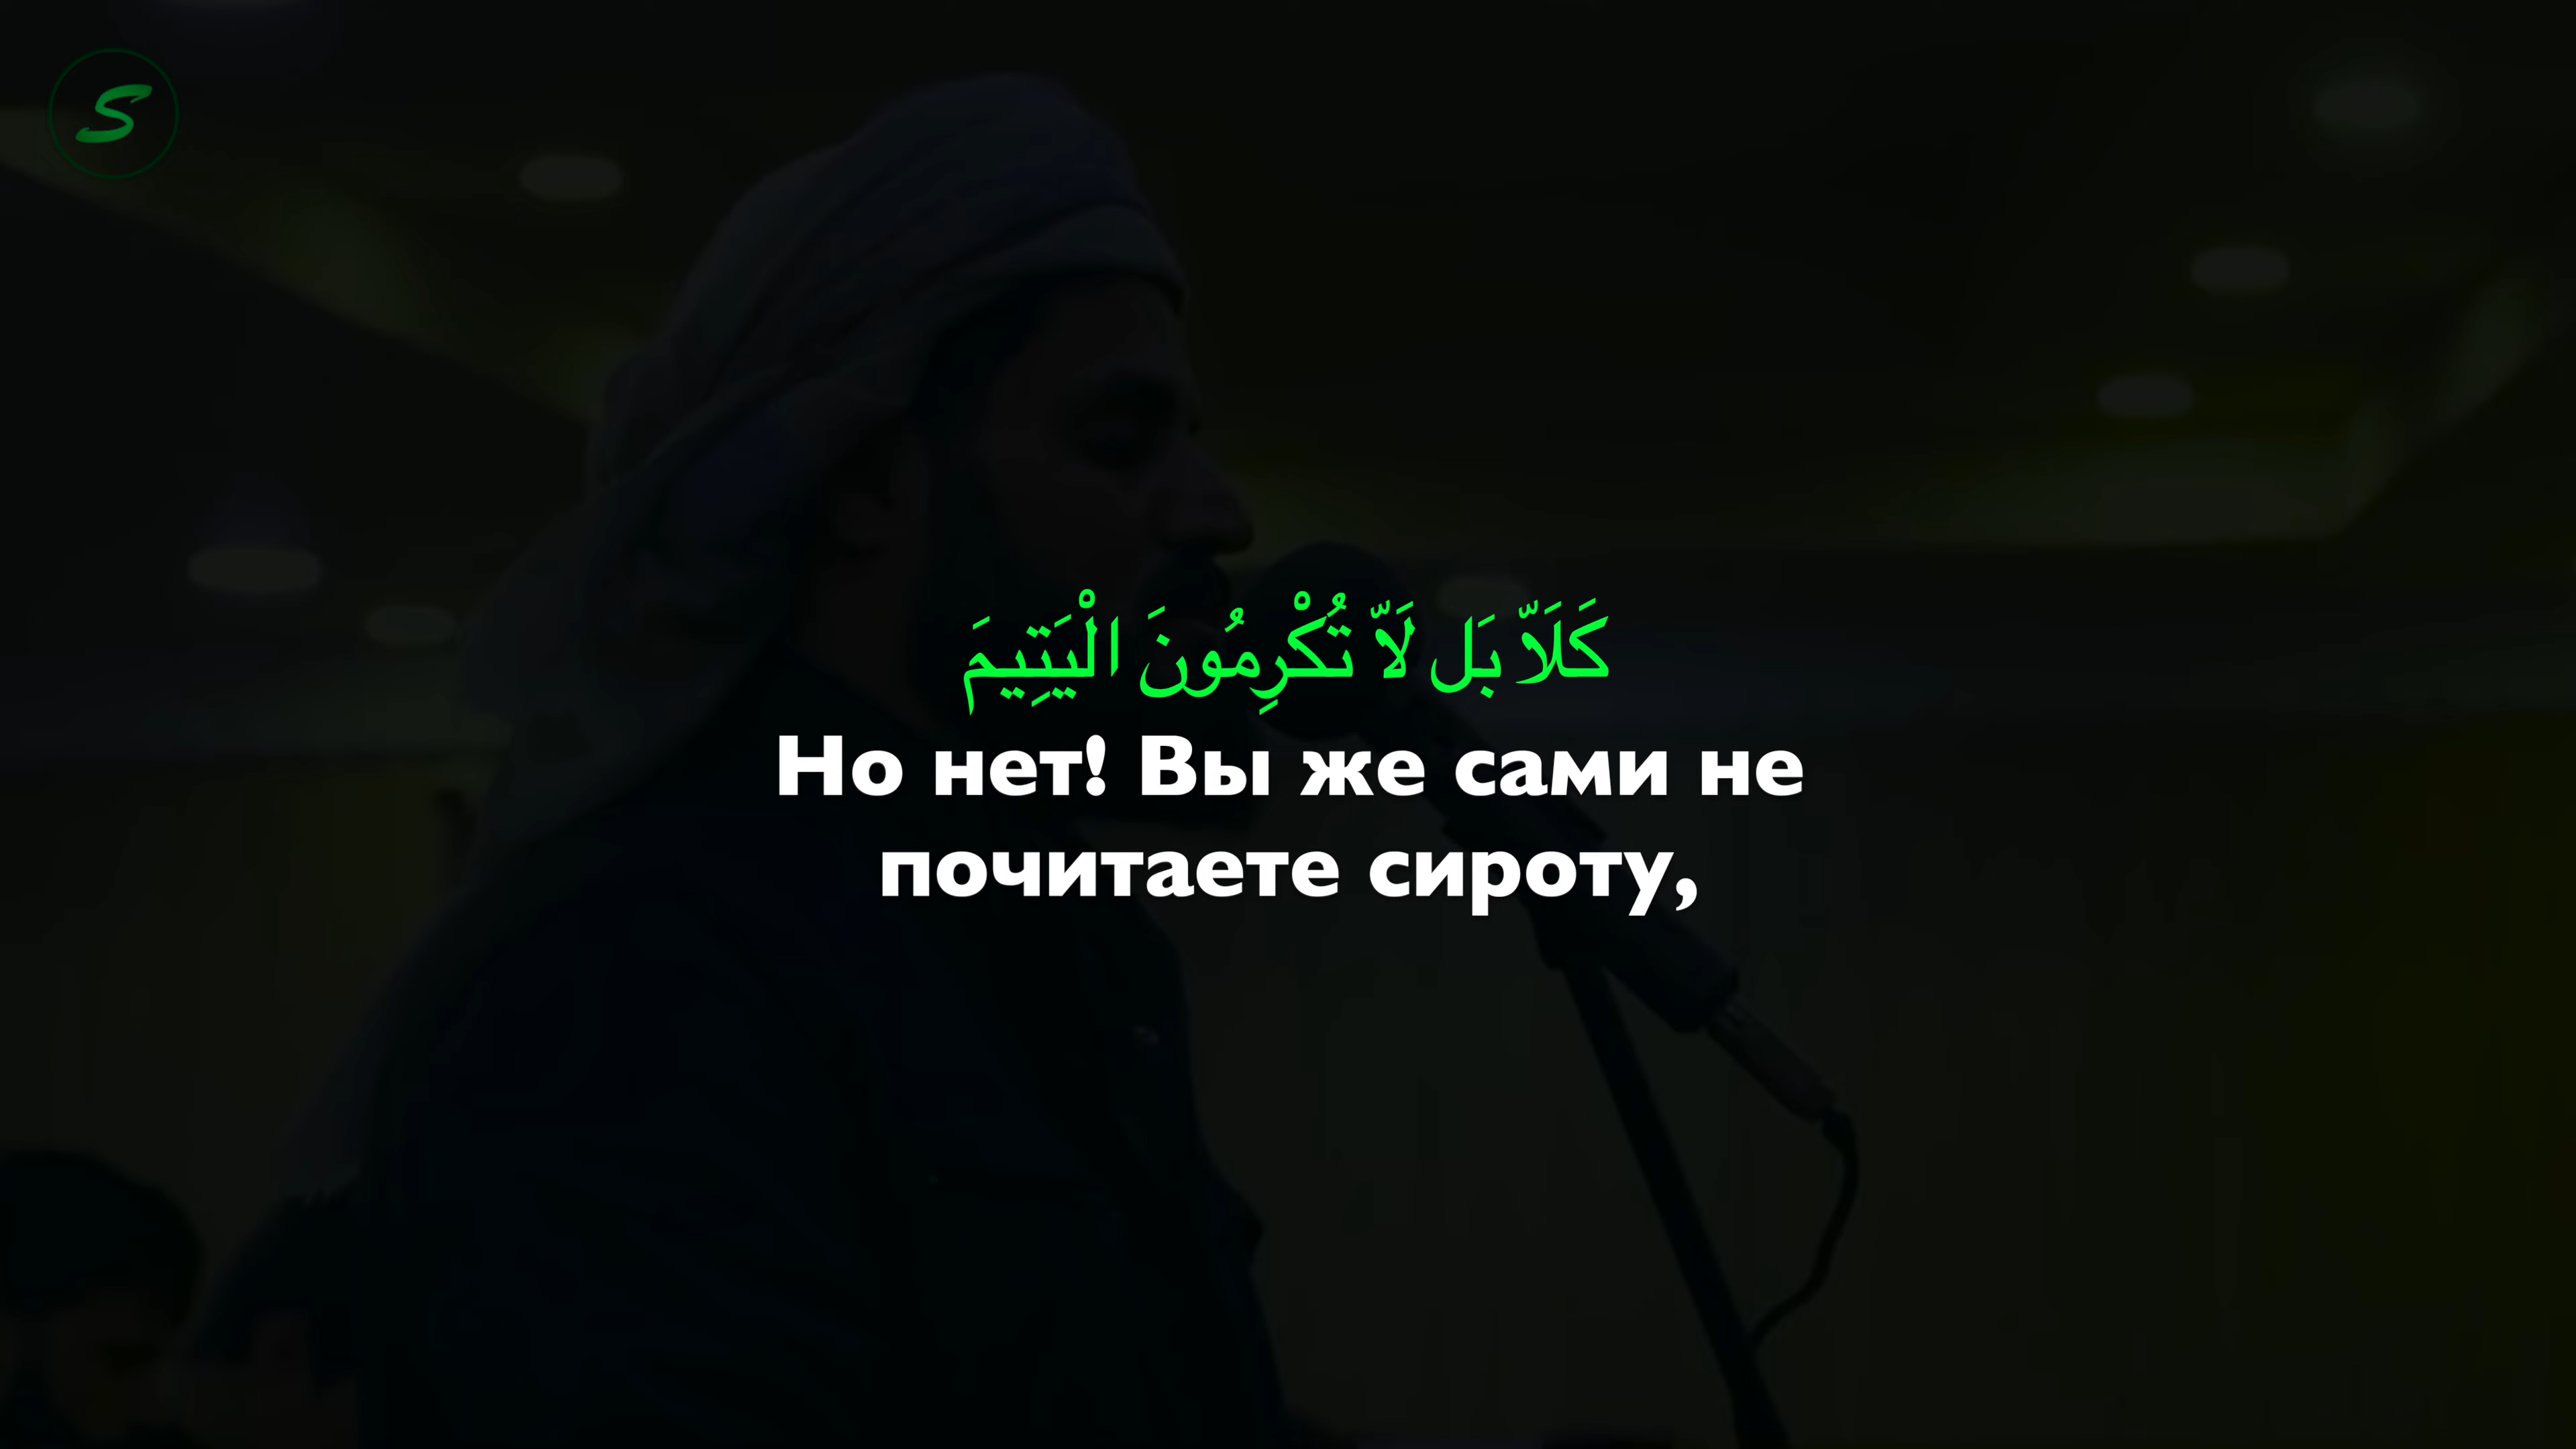 S
كَلَّا بَل لَّا تُكْرِمُونَ الْيَتِيمَ
Но нет! Вы же сами не
почитаете сироту,